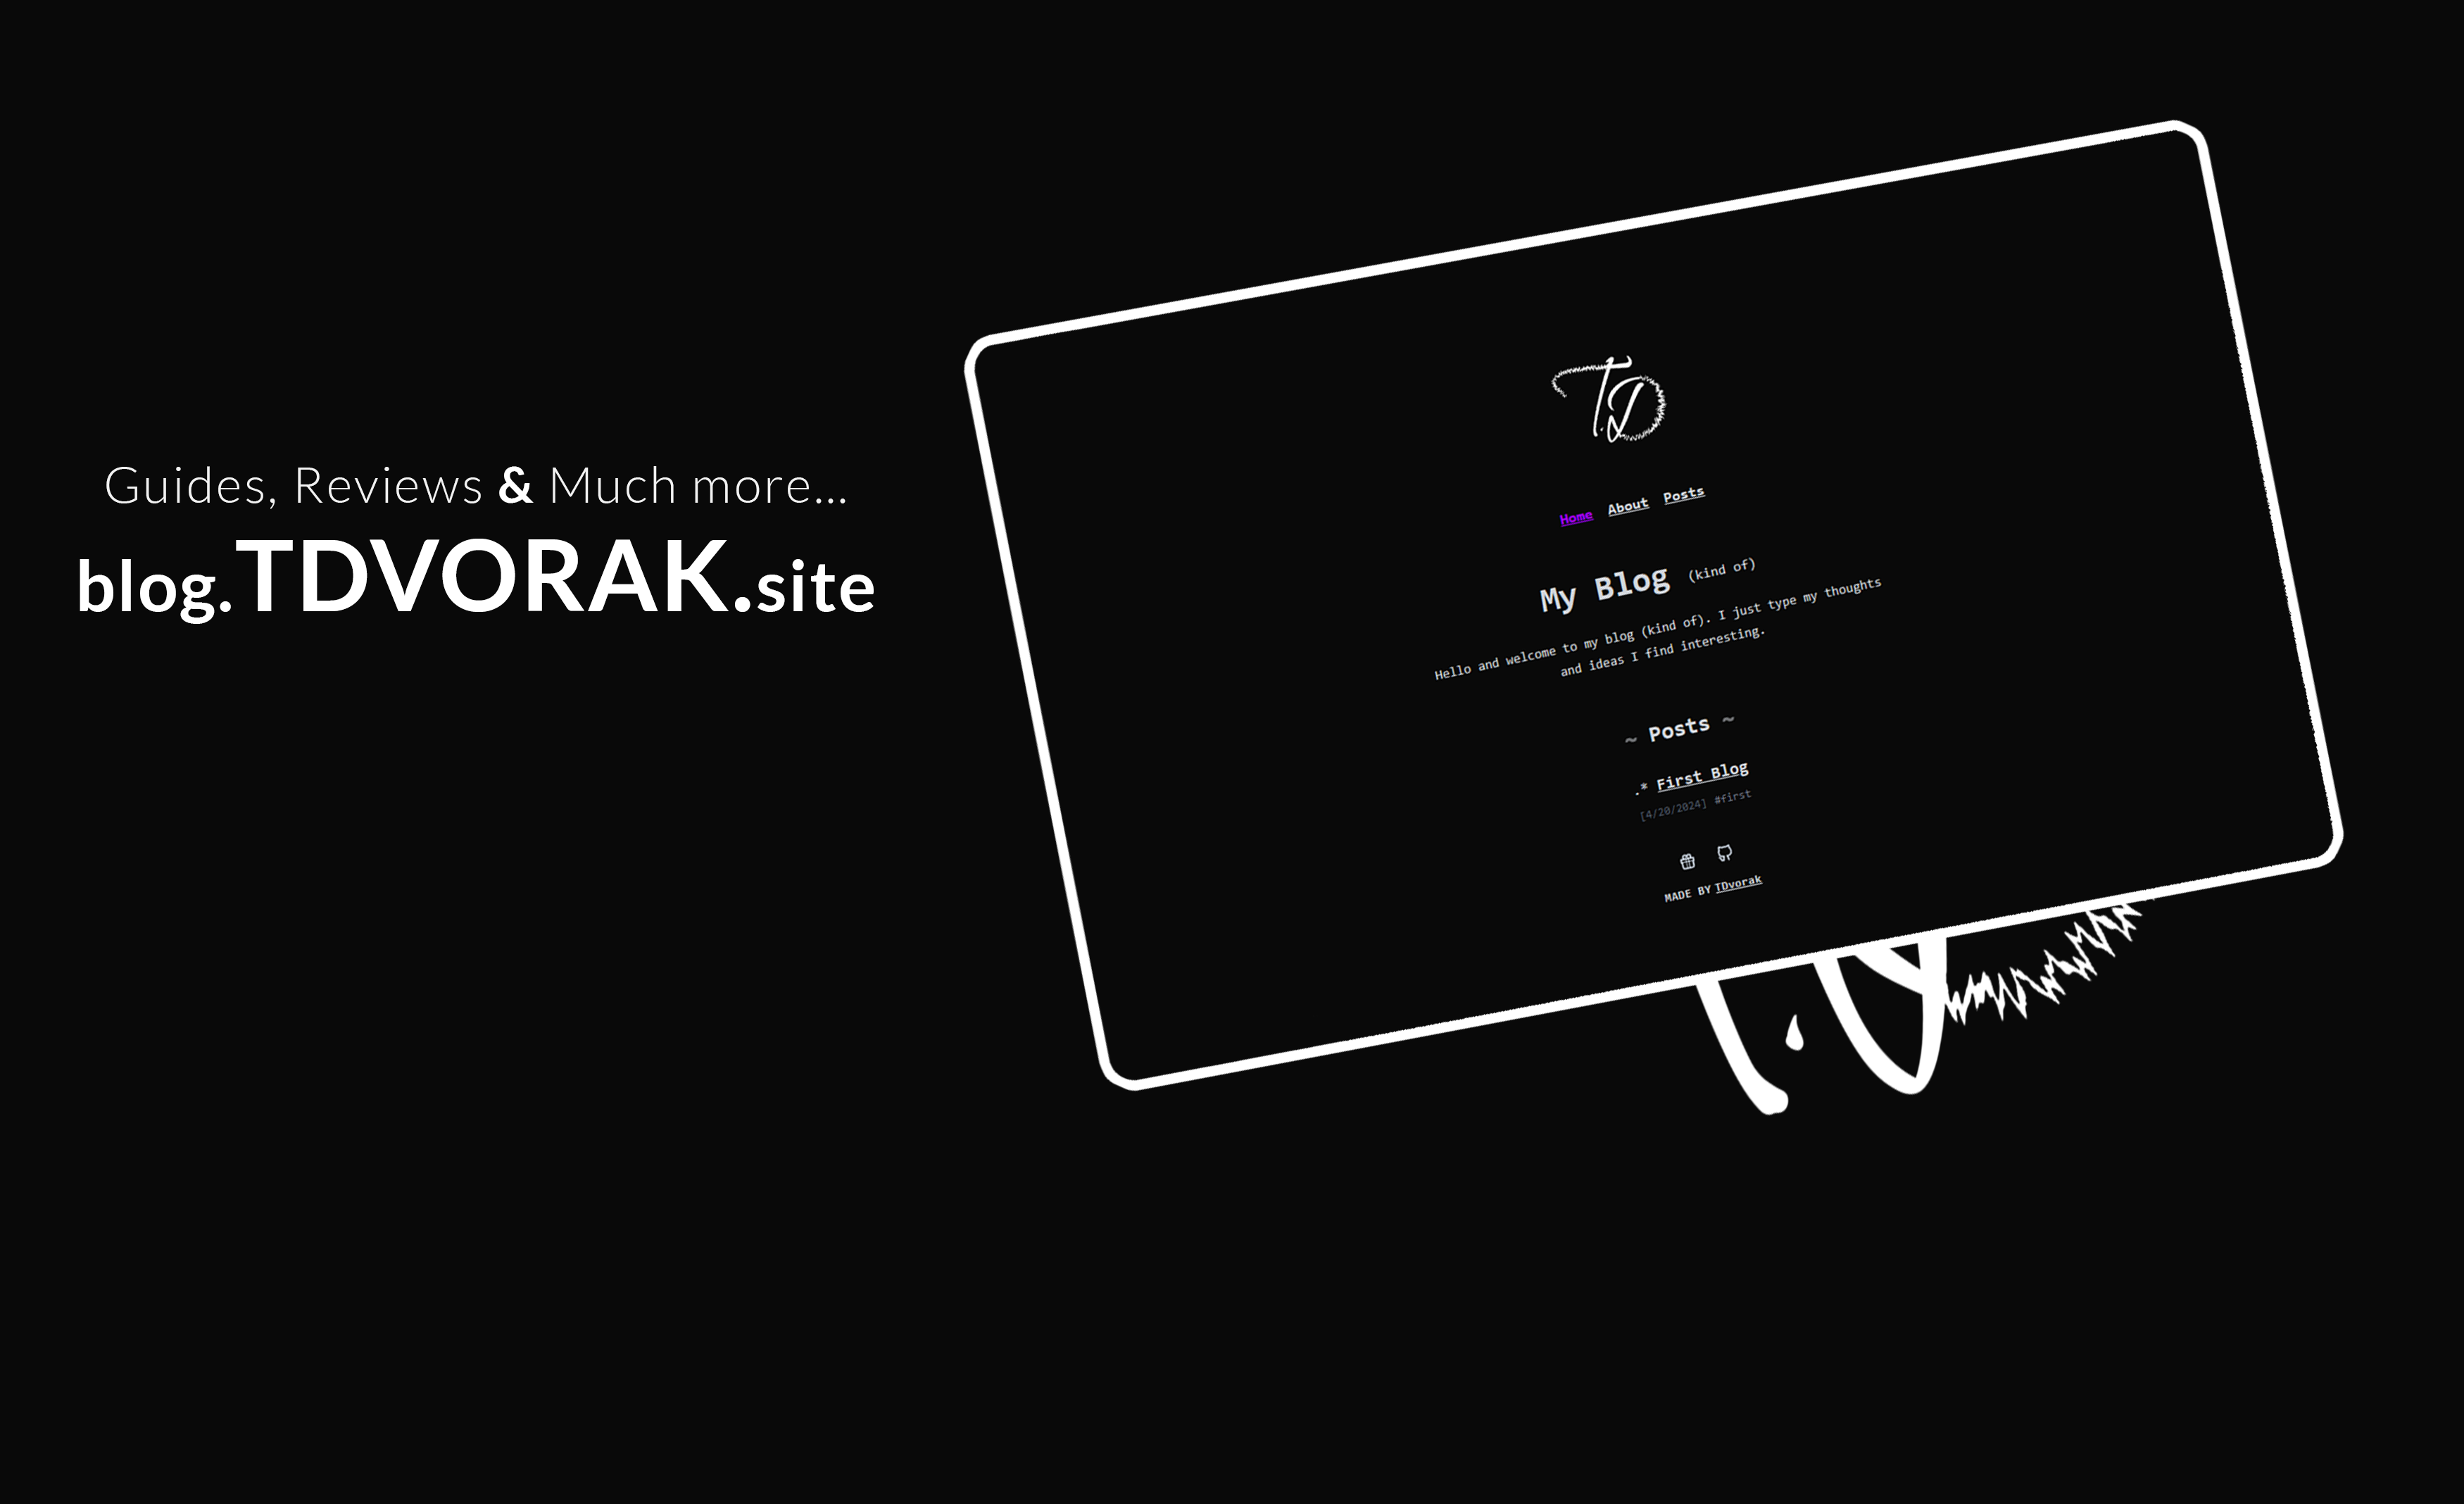 Guides, Reviews & Much more...
blog.TDVORAK.site
T.D
Home About Posts
My Blog (kind of)
Hello and welcome to my blog (kind of). I just type my thoughts
and ideas I find interesting.
~ Posts ~
.* First Blog
[4/20/2024] #first
MADE BY TDvorak